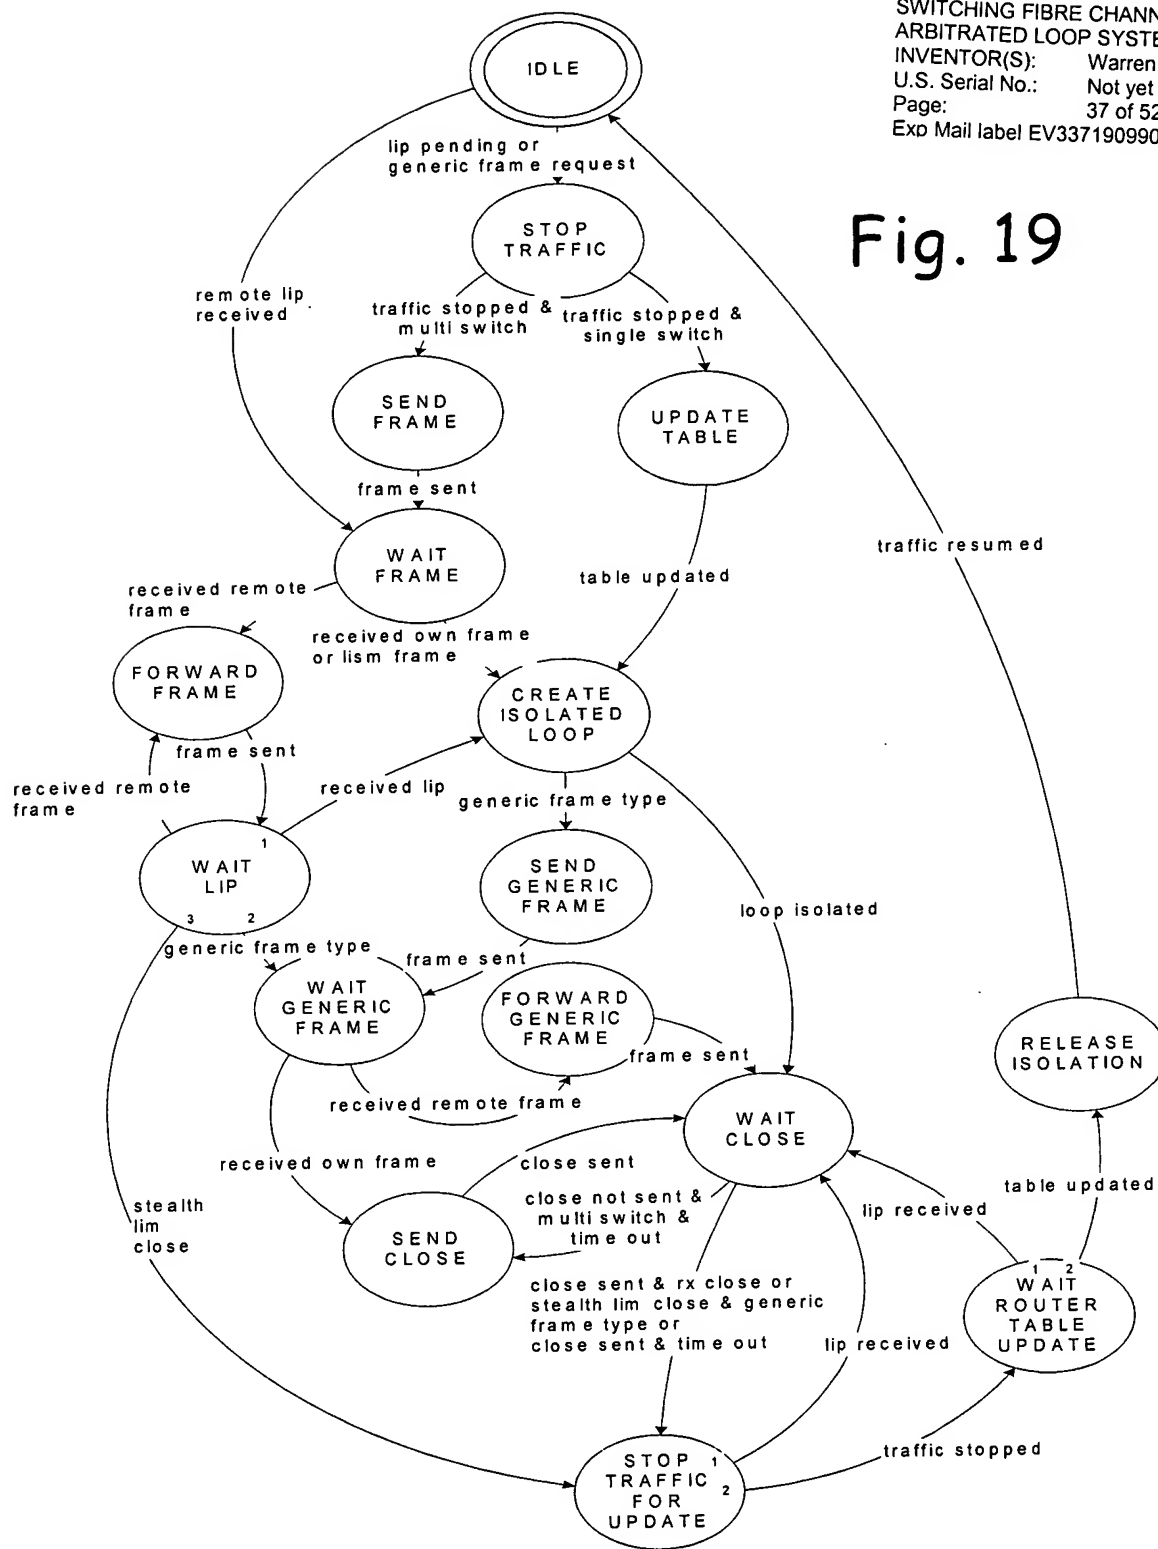 SWITCHING FIBRE CHANN
ARBITRATED LOOP SYSTE
INVENTOR(S): Warren
U.S. Serial No.: Not yet
Page: 37 of 52
Exp Mail label EV337190990
Fig. 19
IDLE
lip pending or
generic frame request
STOP
TRAFFIC
remote lip
received
traffic stopped &
multi switch
traffic stopped &
single switch
SEND
FRAME
UPDATE
TABLE
frame sent
WAIT
FRAME
traffic resumed
table updated
received remote
frame
received own frame
or lism frame
FORWARD
FRAME
CREATE
ISOLATED
LOOP
frame sent
received remote
frame
received lip
generic frame type
1
WAIT
LIP
3 2
SEND
GENERIC
FRAME
loop isolated
generic frame type
frame sent
WAIT
GENERIC
FRAME
FORWARD
GENERIC
FRAME
frame sent
RELEASE
ISOLATION
received remote frame
WAIT
CLOSE
received own frame
close sent
stealth
lim
close
close not sent &
multi switch &
time out
SEND
CLOSE
lip received
table updated
1 2
WAIT
ROUTER
TABLE
UPDATE
close sent & rx close or
stealth lim close & generic
frame type or
close sent & time out
lip received
traffic stopped
STOP 1
TRAFFIC 2
FOR
UPDATE